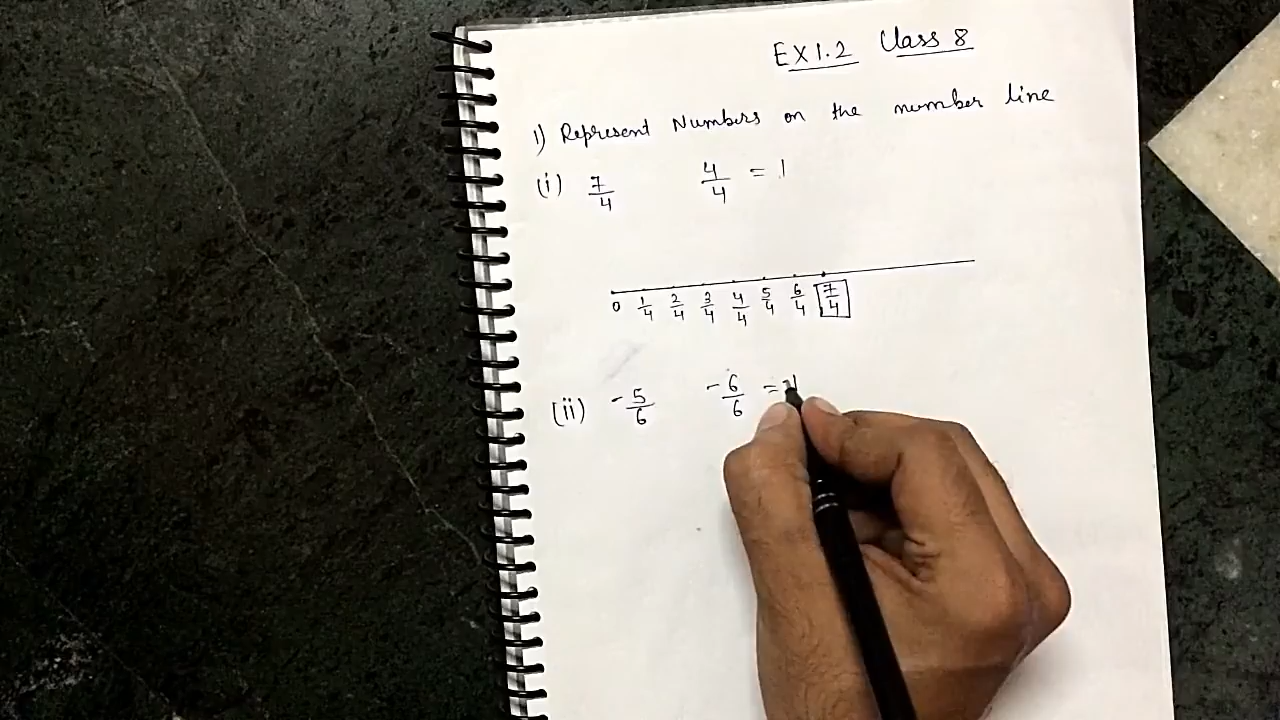 EX 1.2 Class 8
1) Represent Numbers on the number line
(i) 7/4 4/4 = 1
0 1/4 2/4 3/4 4/4 5/4 6/4 7/4
(ii) -5/6 -6/6 = -1